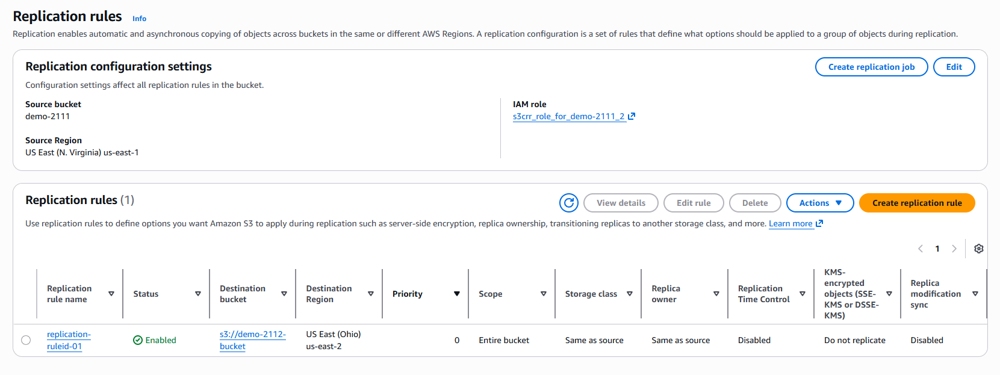 Replication rules Info
Replication enables automatic and asynchronous copying of objects across buckets in the same or different AWS Regions. A replication configuration is a set of rules that define what options should be applied to a group of objects during replication.
Replication configuration settings
Create replication job
Edit
Configuration settings affect all replication rules in the bucket.
Source bucket
demo-2111
Source Region
US East (N. Virginia) us-east-1
IAM role
s3crr_role_for_demo-2111_2
Replication rules (1)
View details
Edit rule
Delete
Actions
Create replication rule
Use replication rules to define options you want Amazon S3 to apply during replication such as server-side encryption, replica ownership, transitioning replicas to another storage class, and more. Learn more
1
Replication
rule name
Status
Destination
bucket
Destination
Region
Priority
Scope
Storage class
Replica
owner
Replication
Time Control
KMS-
encrypted
objects (SSE-
KMS or DSSE-
KMS)
Replica
modification
sync
replication-
ruleid-01
Enabled
s3://demo-2112-
bucket
US East (Ohio)
us-east-2
0
Entire bucket
Same as source
Same as source
Disabled
Do not replicate
Disabled